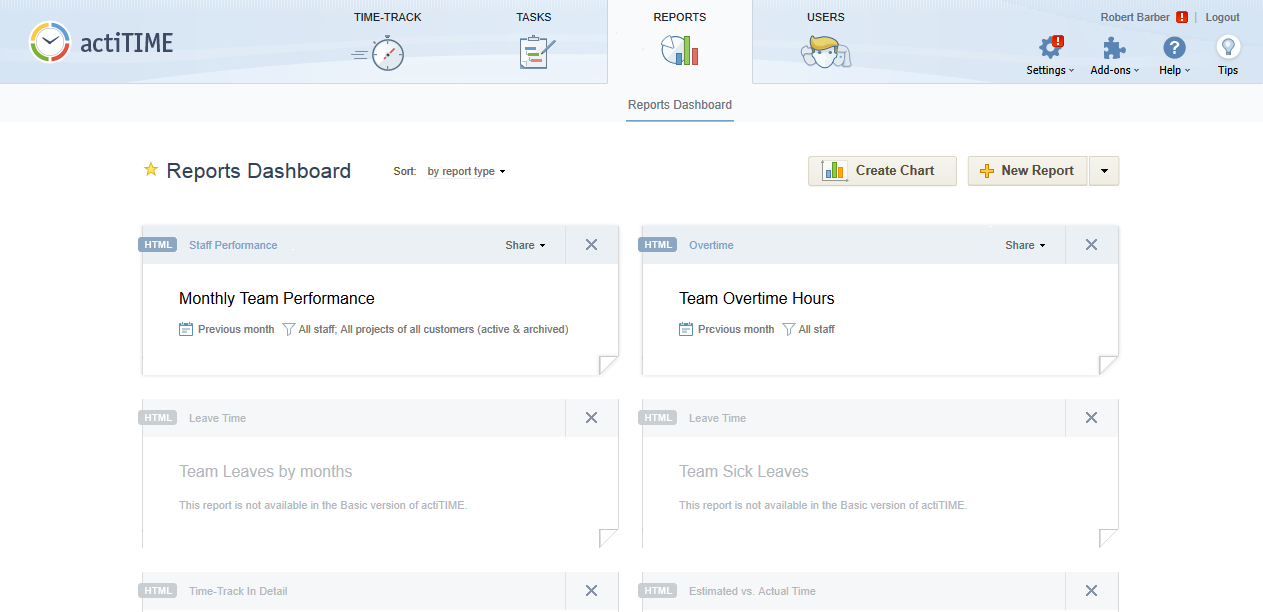 TIME-TRACK
TASKS
REPORTS
USERS
Robert Barber ! | Logout
actiTIME
!
?
Settings
Add-ons
Help
Tips
Reports Dashboard
Reports Dashboard
Sort: by report type
Create Chart
New Report
HTML Staff Performance Share
HTML Overtime Share
Monthly Team Performance
Team Overtime Hours
Previous month All staff; All projects of all customers (active & archived)
Prcvious month All staff
HTML Leave Time
HTML Leave Time
Team Leaves by months
Team Sick Leaves
This report is not available in the Basic version of actiTIME.
This report is not available in the Basic version of actiTIME.
HTML Time-Track In Detail
HTML Estimated vs. Actual Time